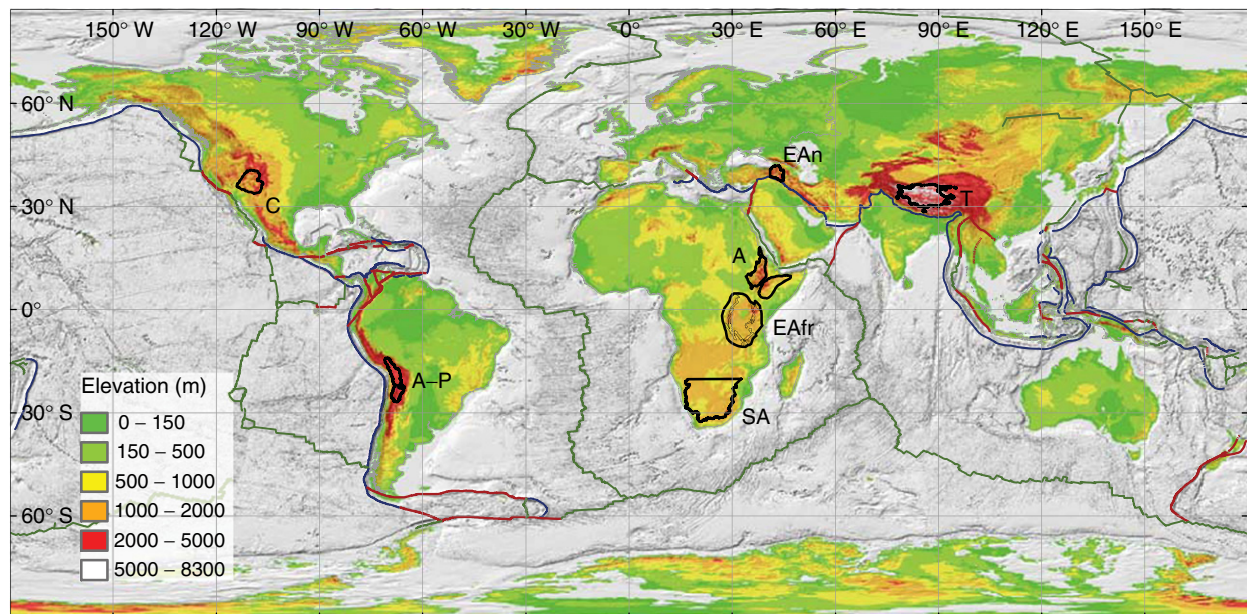 150° W 120° W 90° W 60° W 30° W 0° 30° E 60° E 90° E 120° E 150° E
60° N
EAn
C
30° N
T
A
0°
EAfr
A–P
Elevation (m)
SA
30° S
0 – 150
150 – 500
500 – 1000
1000 – 2000
60° S
2000 – 5000
5000 – 8300